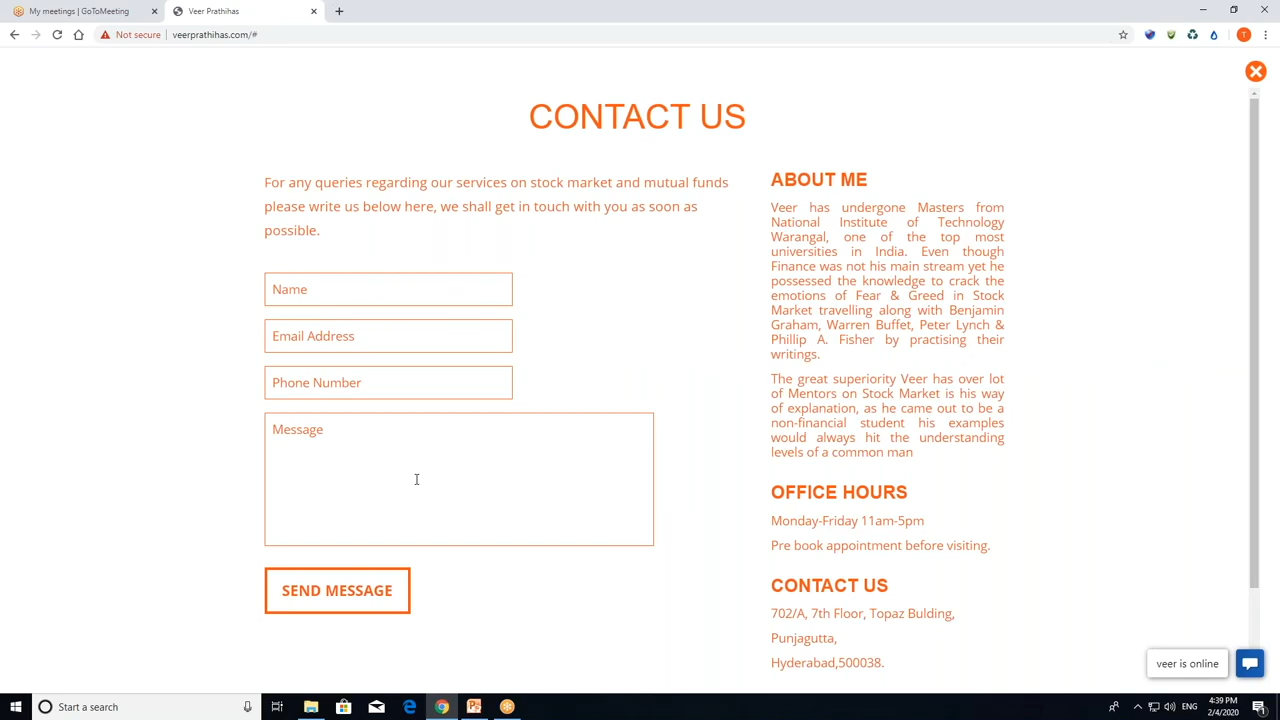 My meetings | GoToMeeting
Veer Prathihas
Not secure
veerprathihas.com/#
T
CONTACT US
For any queries regarding our services on stock market and mutual funds
please write us below here, we shall get in touch with you as soon as
possible.
Name
Email Address
Phone Number
Message
SEND MESSAGE
ABOUT ME
Veer has undergone Masters from
National Institute of Technology
Warangal, one of the top most
universities in India. Even though
Finance was not his main stream yet he
possessed the knowledge to crack the
emotions of Fear & Greed in Stock
Market travelling along with Benjamin
Graham, Warren Buffet, Peter Lynch &
Phillip A. Fisher by practising their
writings.
The great superiority Veer has over lot
of Mentors on Stock Market is his way
of explanation, as he came out to be a
non-financial student his examples
would always hit the understanding
levels of a common man
OFFICE HOURS
Monday-Friday 11am-5pm
Pre book appointment before visiting.
CONTACT US
702/A, 7th Floor, Topaz Bulding,
Punjagutta,
Hyderabad,500038.
veer is online
Start a search
ENG
4:39 PM
2/4/2020
1